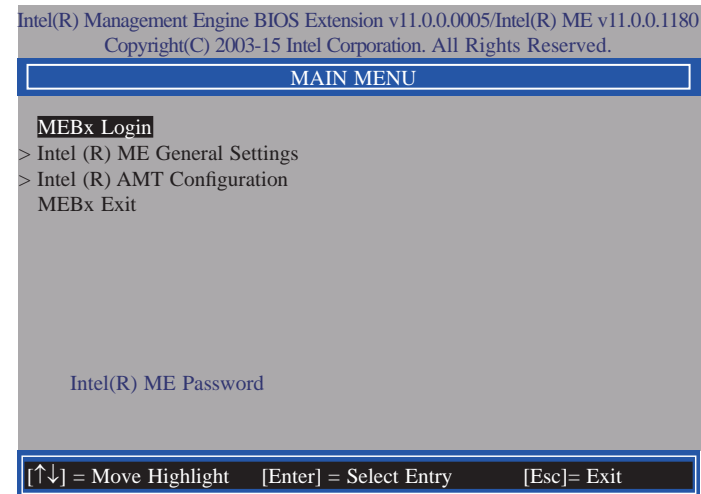 Intel(R) Management Engine BIOS Extension v11.0.0.0005/Intel(R) ME v11.0.0.1180
Copyright(C) 2003-15 Intel Corporation. All Rights Reserved.
MAIN MENU
MEBx Login
> Intel (R) ME General Settings
> Intel (R) AMT Configuration
MEBx Exit
Intel(R) ME Password
[↑↓] = Move Highlight [Enter] = Select Entry [Esc]= Exit